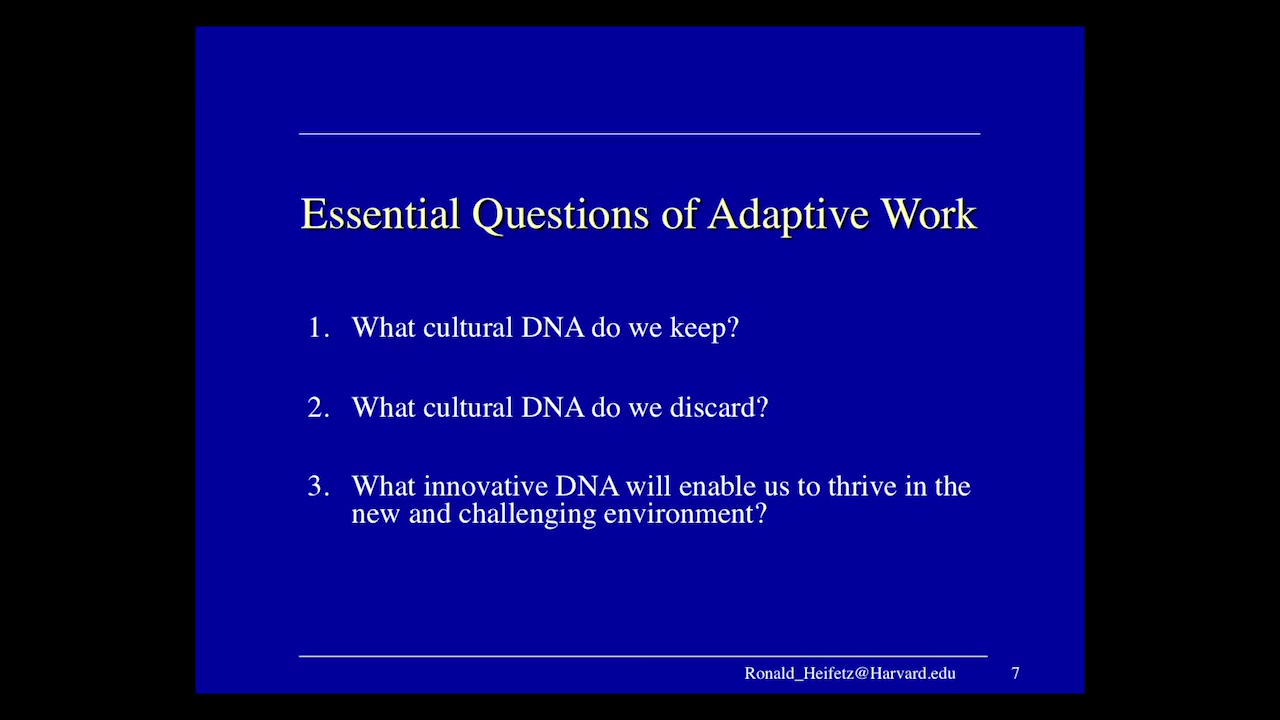 Essential Questions of Adaptive Work
1. What cultural DNA do we keep?
2. What cultural DNA do we discard?
3. What innovative DNA will enable us to thrive in the
new and challenging environment?
Ronald_Heifetz@Harvard.edu 7